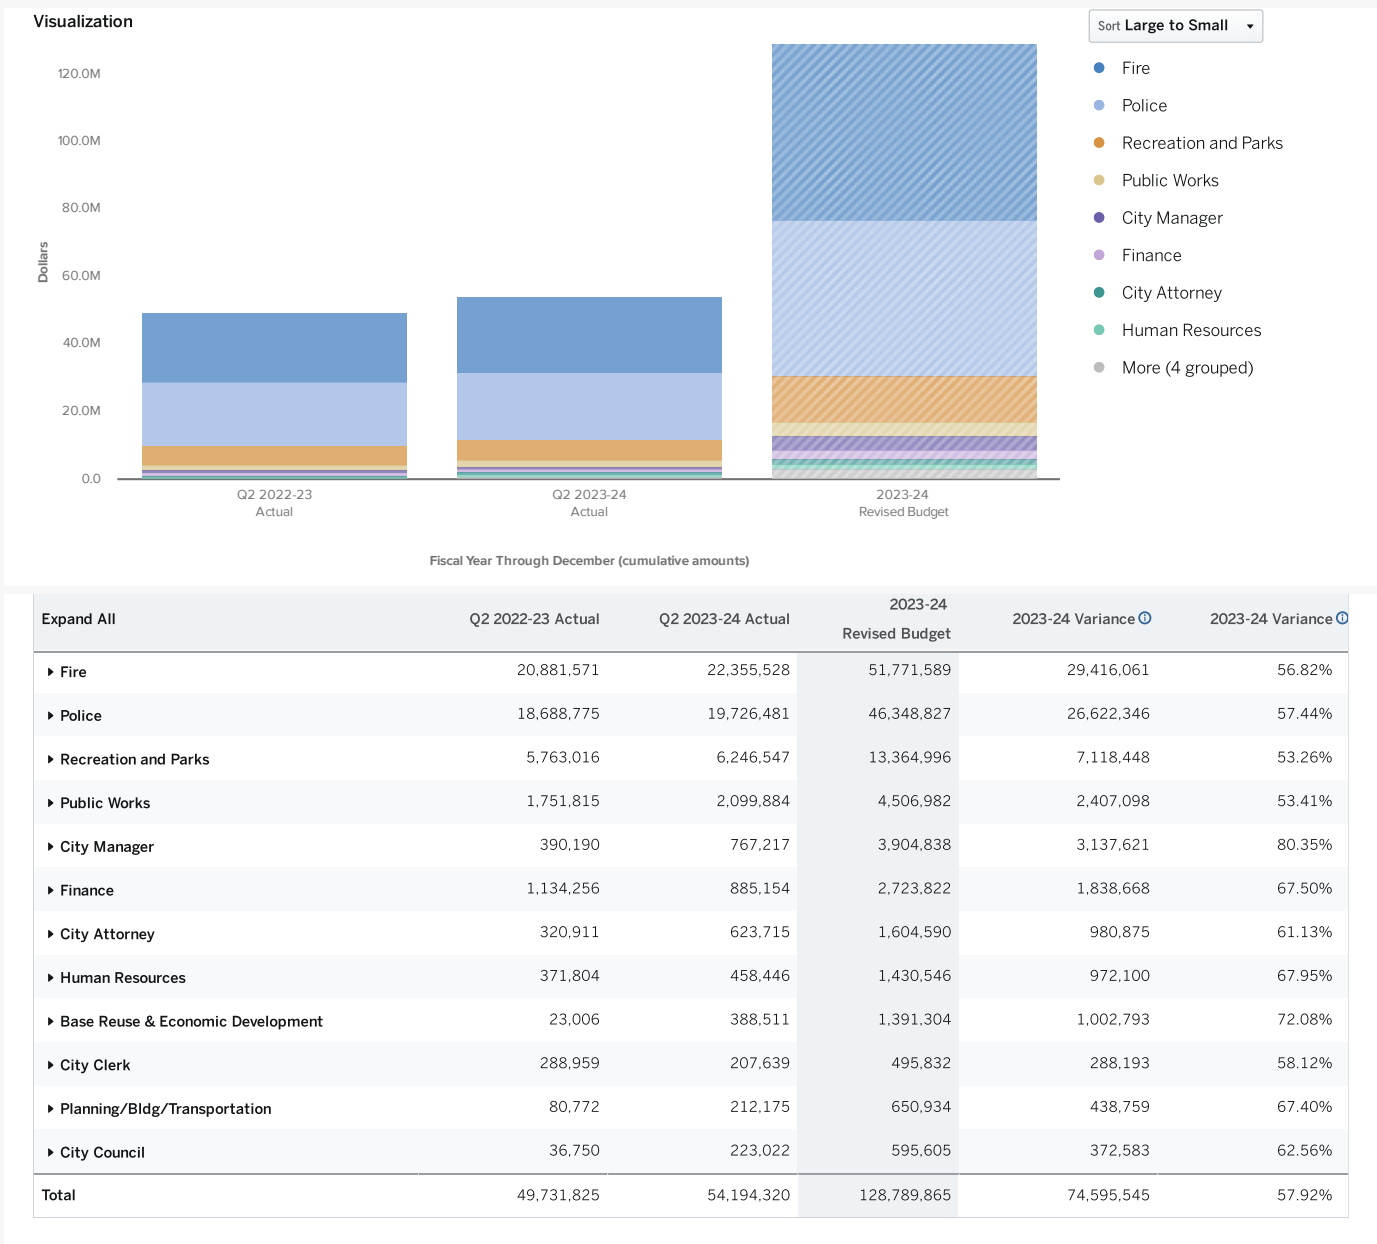 Visualization
Sort Large to Small
120.0M
100.0M
80.0M
60.0M
40.0M
20.0M
0.0
Dollars
Q2 2022-23
Actual
Q2 2023-24
Actual
2023-24
Revised Budget
Fiscal Year Through December (cumulative amounts)
Fire
Police
Recreation and Parks
Public Works
City Manager
Finance
City Attorney
Human Resources
More (4 grouped)
Expand All Q2 2022-23 Actual Q2 2023-24 Actual 2023-24 Revised Budget 2023-24 Variance 2023-24 Variance
Fire 20,881,571 22,355,528 51,771,589 29,416,061 56.82%
Police 18,688,775 19,726,481 46,348,827 26,622,346 57.44%
Recreation and Parks 5,763,016 6,246,547 13,364,996 7,118,448 53.26%
Public Works 1,751,815 2,099,884 4,506,982 2,407,098 53.41%
City Manager 390,190 767,217 3,904,838 3,137,621 80.35%
Finance 1,134,256 885,154 2,723,822 1,838,668 67.50%
City Attorney 320,911 623,715 1,604,590 980,875 61.13%
Human Resources 371,804 458,446 1,430,546 972,100 67.95%
Base Reuse & Economic Development 23,006 388,511 1,391,304 1,002,793 72.08%
City Clerk 288,959 207,639 495,832 288,193 58.12%
Planning/Bldg/Transportation 80,772 212,175 650,934 438,759 67.40%
City Council 36,750 223,022 595,605 372,583 62.56%
Total 49,731,825 54,194,320 128,789,865 74,595,545 57.92%